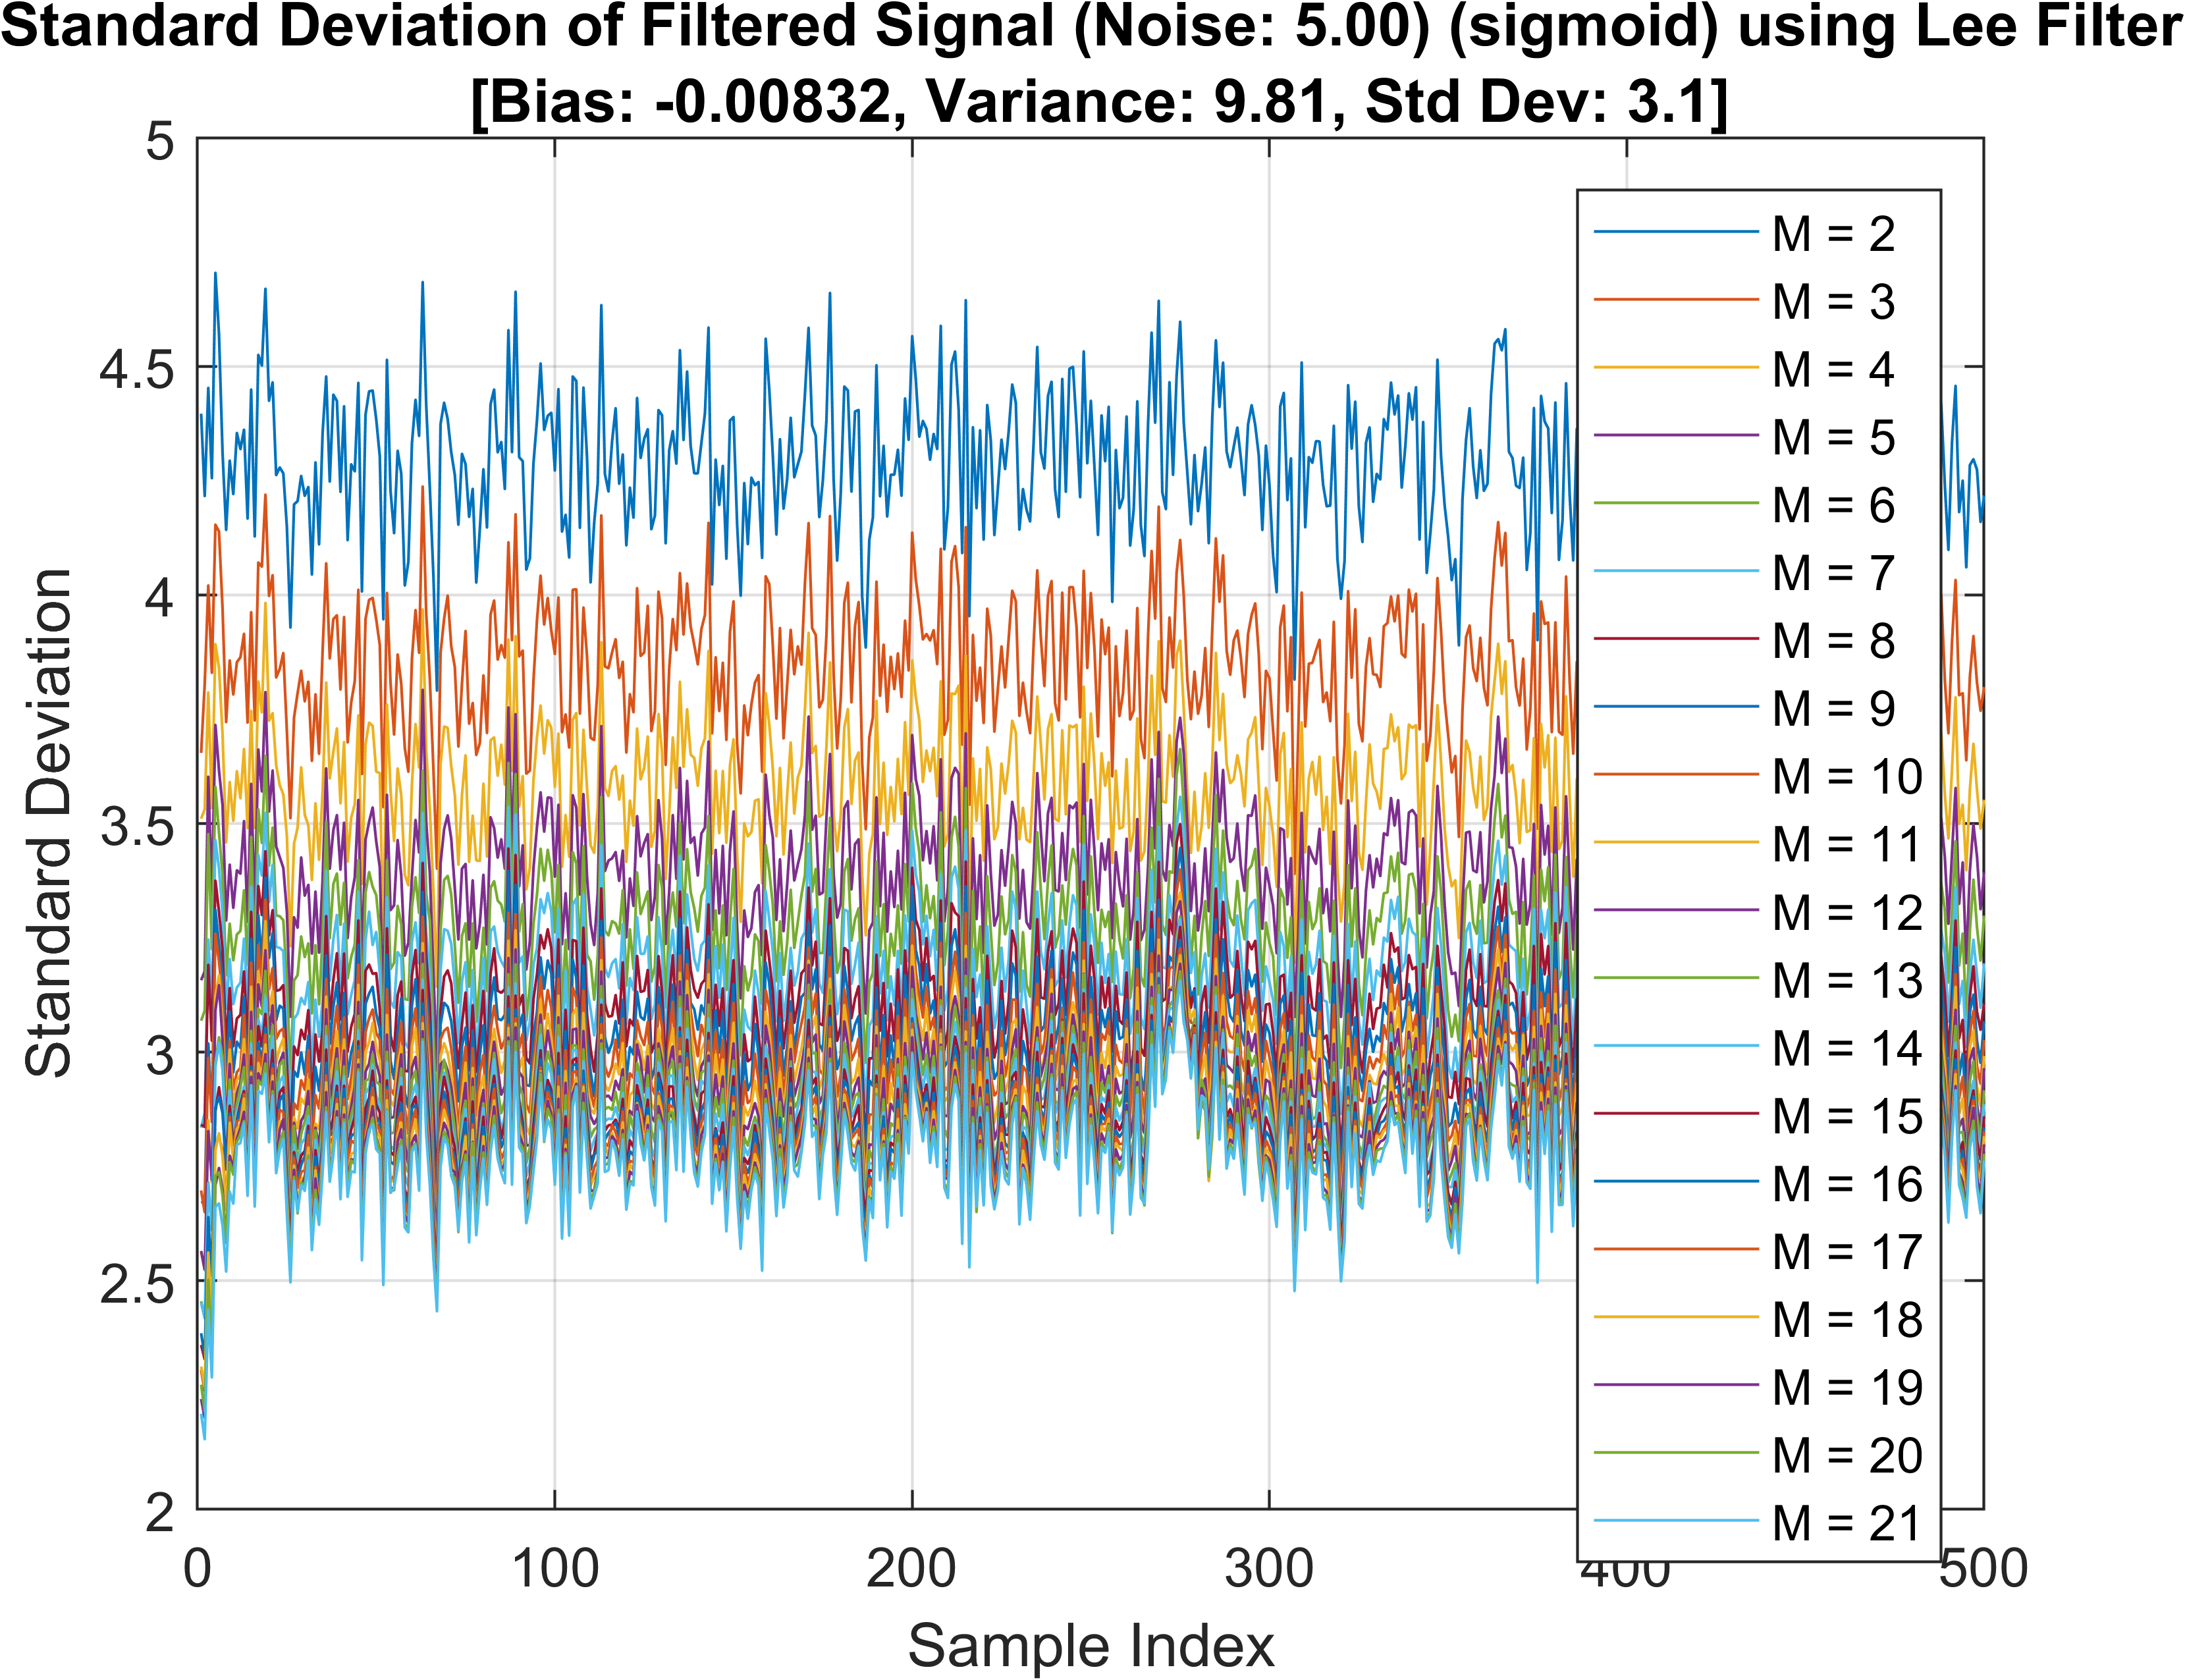 Standard Deviation of Filtered Signal (Noise: 5.00) (sigmoid) using Lee Filter
[Bias: -0.00832, Variance: 9.81, Std Dev: 3.1]
5
4.5
4
3.5
3
2.5
2
Standard Deviation
M = 2
M = 3
M = 4
M = 5
M = 6
M = 7
M = 8
M = 9
M = 10
M = 11
M = 12
M = 13
M = 14
M = 15
M = 16
M = 17
M = 18
M = 19
M = 20
M = 21
0 100 200 300 400 500
Sample Index